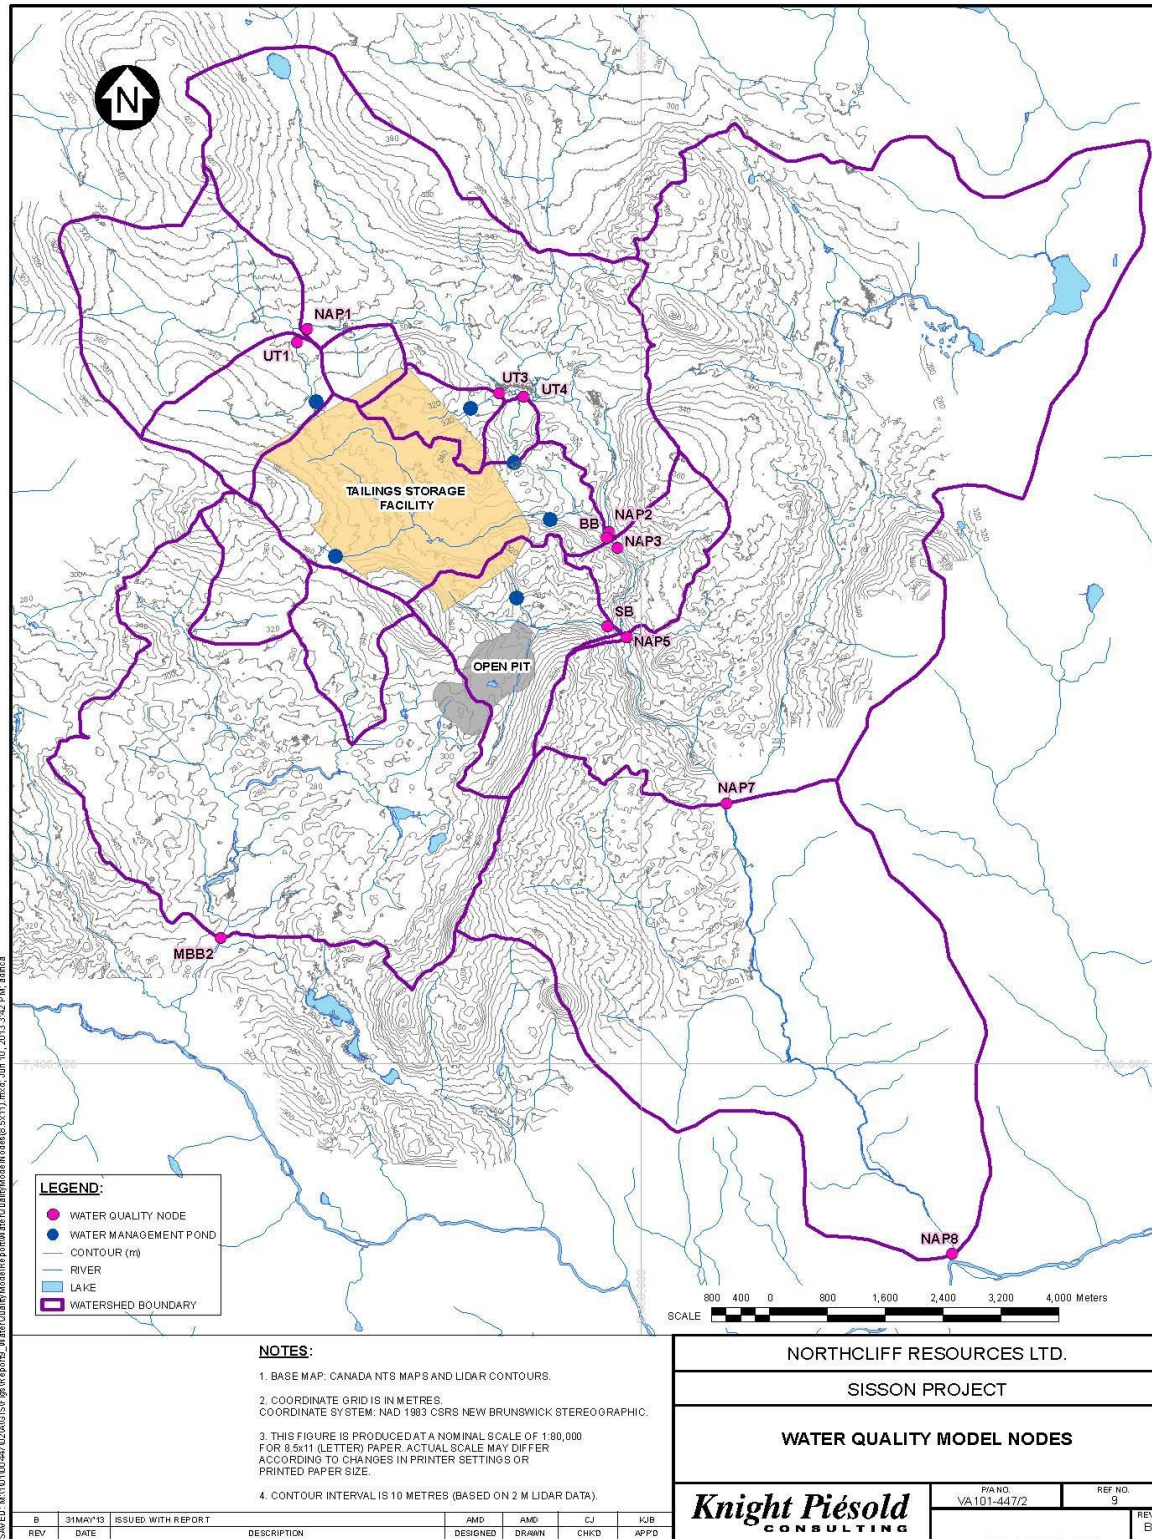 N
NAP1
UT1
UT3
UT4
TAILINGS STORAGE
FACILITY
NAP2
BB
NAP3
SB
NAP5
OPEN PIT
NAP7
MBB2
NAP8
LEGEND:
WATER QUALITY NODE
WATER MANAGEMENT POND
CONTOUR (m)
RIVER
LAKE
WATERSHED BOUNDARY
SCALE
800 400 0 800 1,600 2,400 3,200 4,000 Meters
NOTES:
1. BASE MAP: CANADA NTS MAPS AND LIDAR CONTOURS.
2. COORDINATE GRID IS IN METRES.
COORDINATE SYSTEM: NAD 1983 CSRS NEW BRUNSWICK STEREOGRAPHIC.
3. THIS FIGURE IS PRODUCED AT A NOMINAL SCALE OF 1:80,000
FOR 8.5x11 (LETTER) PAPER. ACTUAL SCALE MAY DIFFER
ACCORDING TO CHANGES IN PRINTER SETTINGS OR
PRINTED PAPER SIZE.
4. CONTOUR INTERVAL IS 10 METRES (BASED ON 2 M LIDAR DATA).
B 31MAY'13 ISSUED WITH REPORT AMD AMD CJ KJB
REV DATE DESCRIPTION DESIGNED DRAWN CHK'D APP'D
NORTHCLIFF RESOURCES LTD.
SISSON PROJECT
WATER QUALITY MODEL NODES
Knight Piésold
CONSULTING
P/A NO.
VA101-447/2
REF NO.
9
REV
B